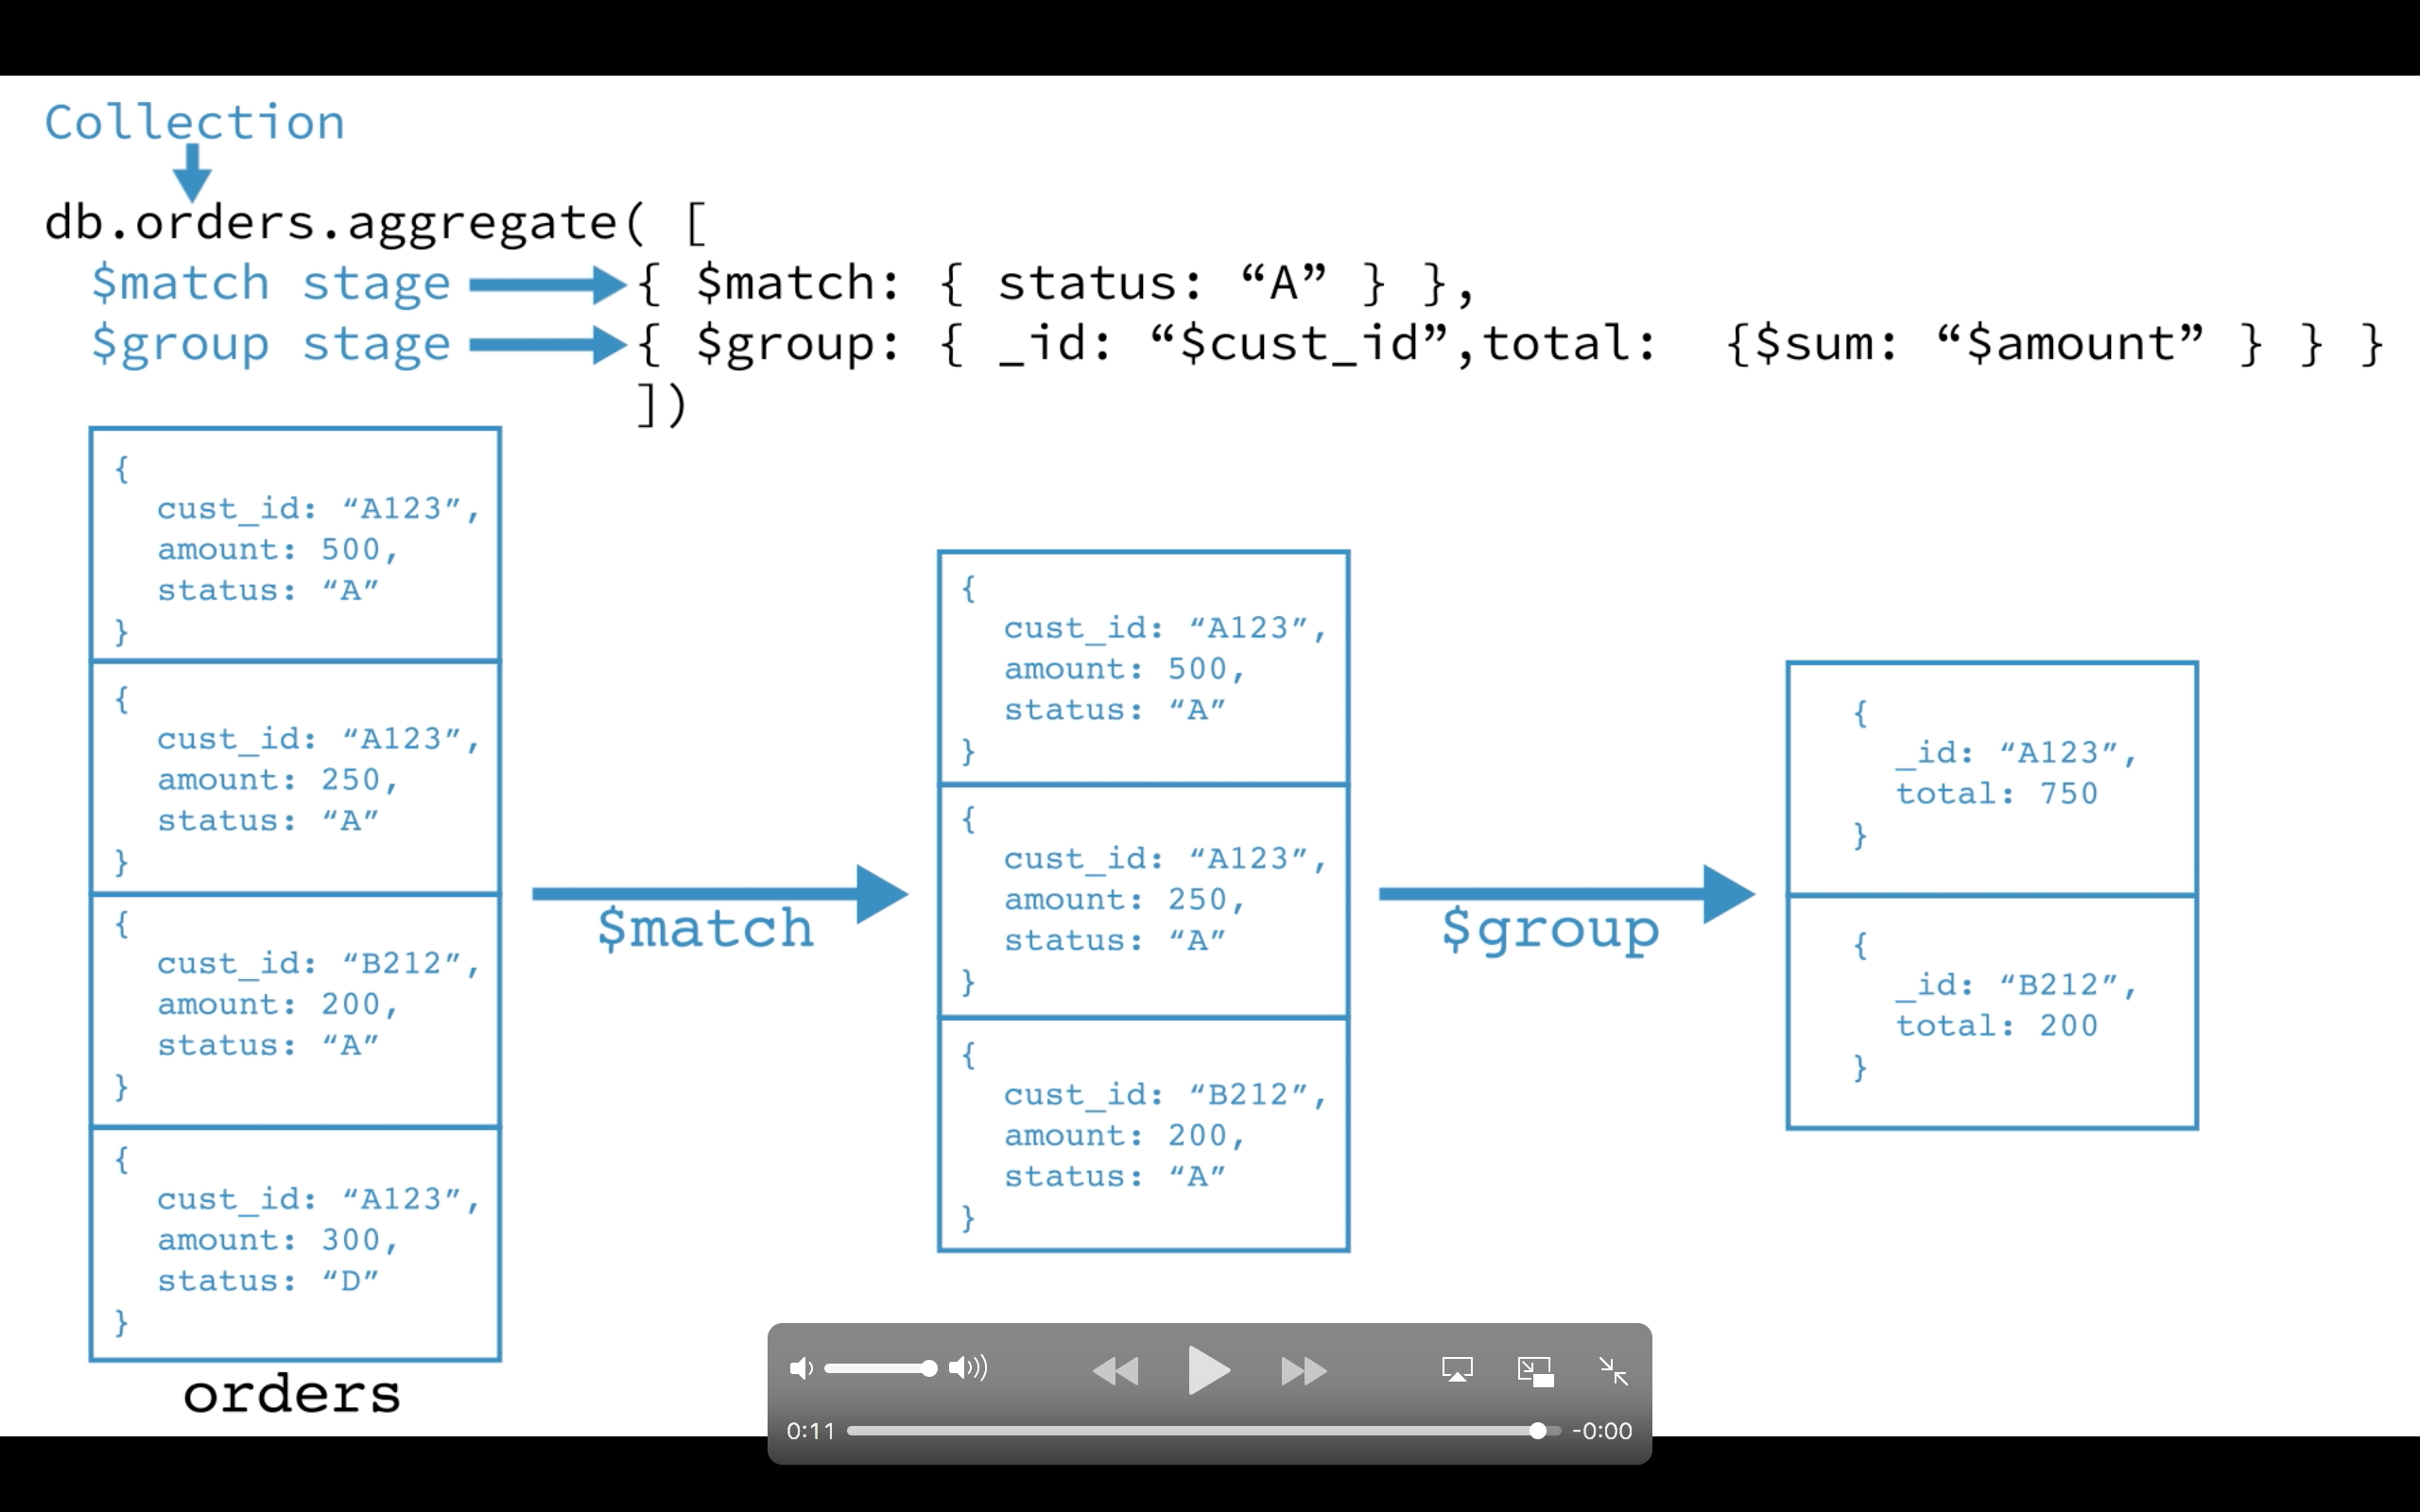 Collection
db.orders.aggregate( [
$match stage { $match: { status: “A” } },
$group stage { $group: { _id: “$cust_id”,total: {$sum: “$amount” } } }
])
{
cust_id: “A123”,
amount: 500,
status: “A”
}
{
cust_id: “A123”,
amount: 250,
status: “A”
}
{
cust_id: “B212”,
amount: 200,
status: “A”
}
{
cust_id: “A123”,
amount: 300,
status: “D”
}
orders
$match
{
cust_id: “A123”,
amount: 500,
status: “A”
}
{
cust_id: “A123”,
amount: 250,
status: “A”
}
{
cust_id: “B212”,
amount: 200,
status: “A”
}
$group
{
_id: “A123”,
total: 750
}
{
_id: “B212”,
total: 200
}
0:11 -0:00